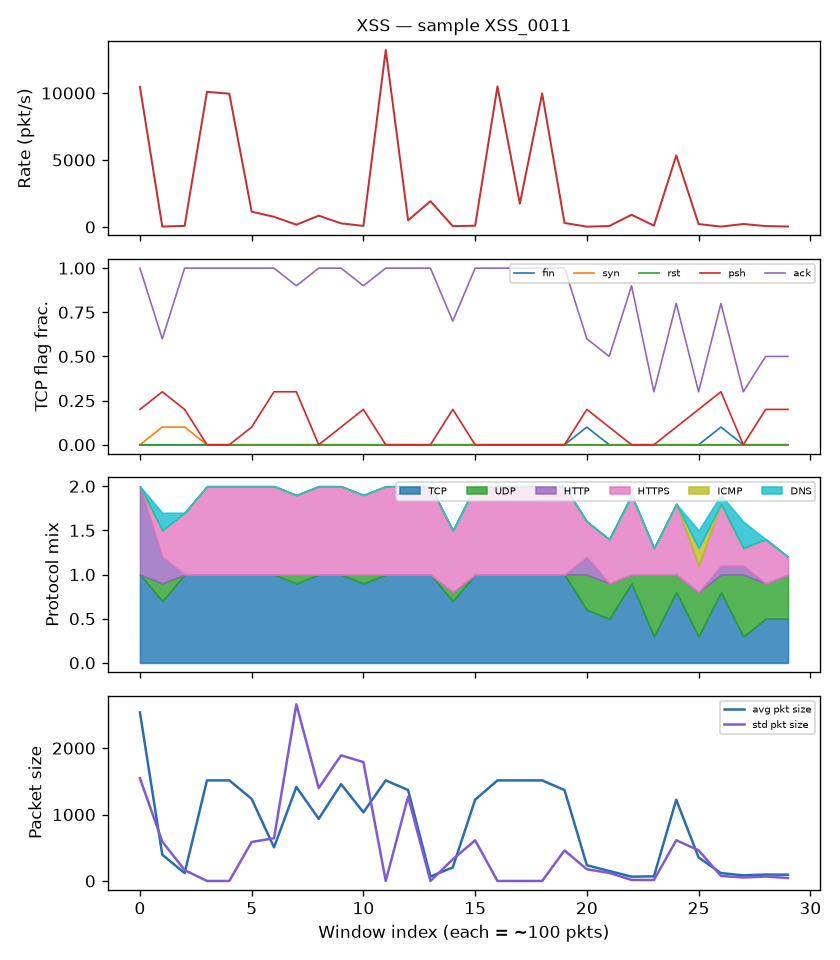 XSS — sample XSS_0011
Rate (pkt/s)
10000
5000
0
TCP flag frac.
1.00
0.75
0.50
0.25
0.00
fin syn rst psh ack
Protocol mix
2.0
1.5
1.0
0.5
0.0
TCP UDP HTTP HTTPS ICMP DNS
Packet size
2000
1000
0
avg pkt size
std pkt size
0 5 10 15 20 25 30
Window index (each = ~100 pkts)